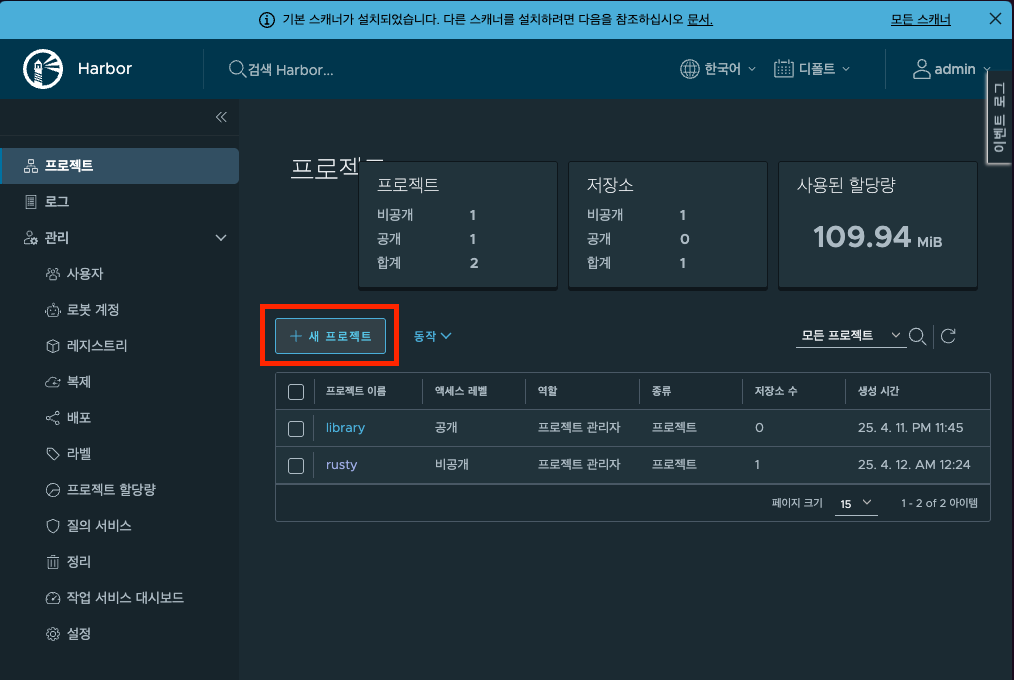 기본 스캐너가 설치되었습니다. 다른 스캐너를 설치하려면 다음을 참조하십시오 문서. 모든 스캐너
Harbor 검색 Harbor... 한국어 디폴트 admin
이벤트 로그
프로젝트
로그
관리
사용자
로봇 계정
레지스트리
복제
배포
라벨
프로젝트 할당량
질의 서비스
정리
작업 서비스 대시보드
설정
프로젝트
프로젝트
비공개 1
공개 1
합계 2
저장소
비공개 1
공개 0
합계 1
사용된 할당량
109.94 MiB
+ 새 프로젝트 동작 모든 프로젝트
프로젝트 이름 액세스 레벨 역할 종류 저장소 수 생성 시간
library 공개 프로젝트 관리자 프로젝트 0 25. 4. 11. PM 11:45
rusty 비공개 프로젝트 관리자 프로젝트 1 25. 4. 12. AM 12:24
페이지 크기 15 1 - 2 of 2 아이템